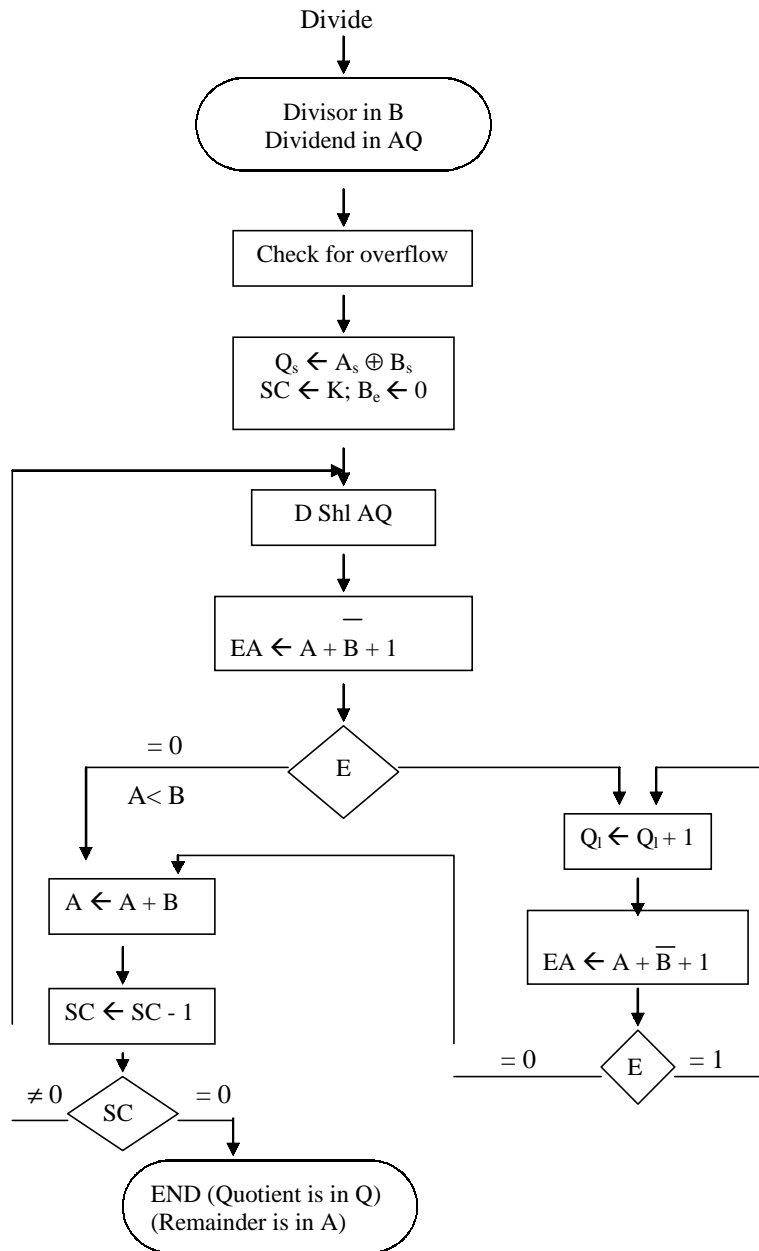 Divide
Divisor in B
Dividend in AQ
Check for overflow
Qₛ ← Aₛ ⊕ Bₛ
SC ← K; Bₑ ← 0
D Shl AQ
EA ← A + B̅ + 1
= 0
E
A< B
Qₗ ← Qₗ + 1
A ← A + B
EA ← A + B̅ + 1
SC ← SC - 1
= 0
E
= 1
≠ 0
SC
= 0
END (Quotient is in Q)
(Remainder is in A)